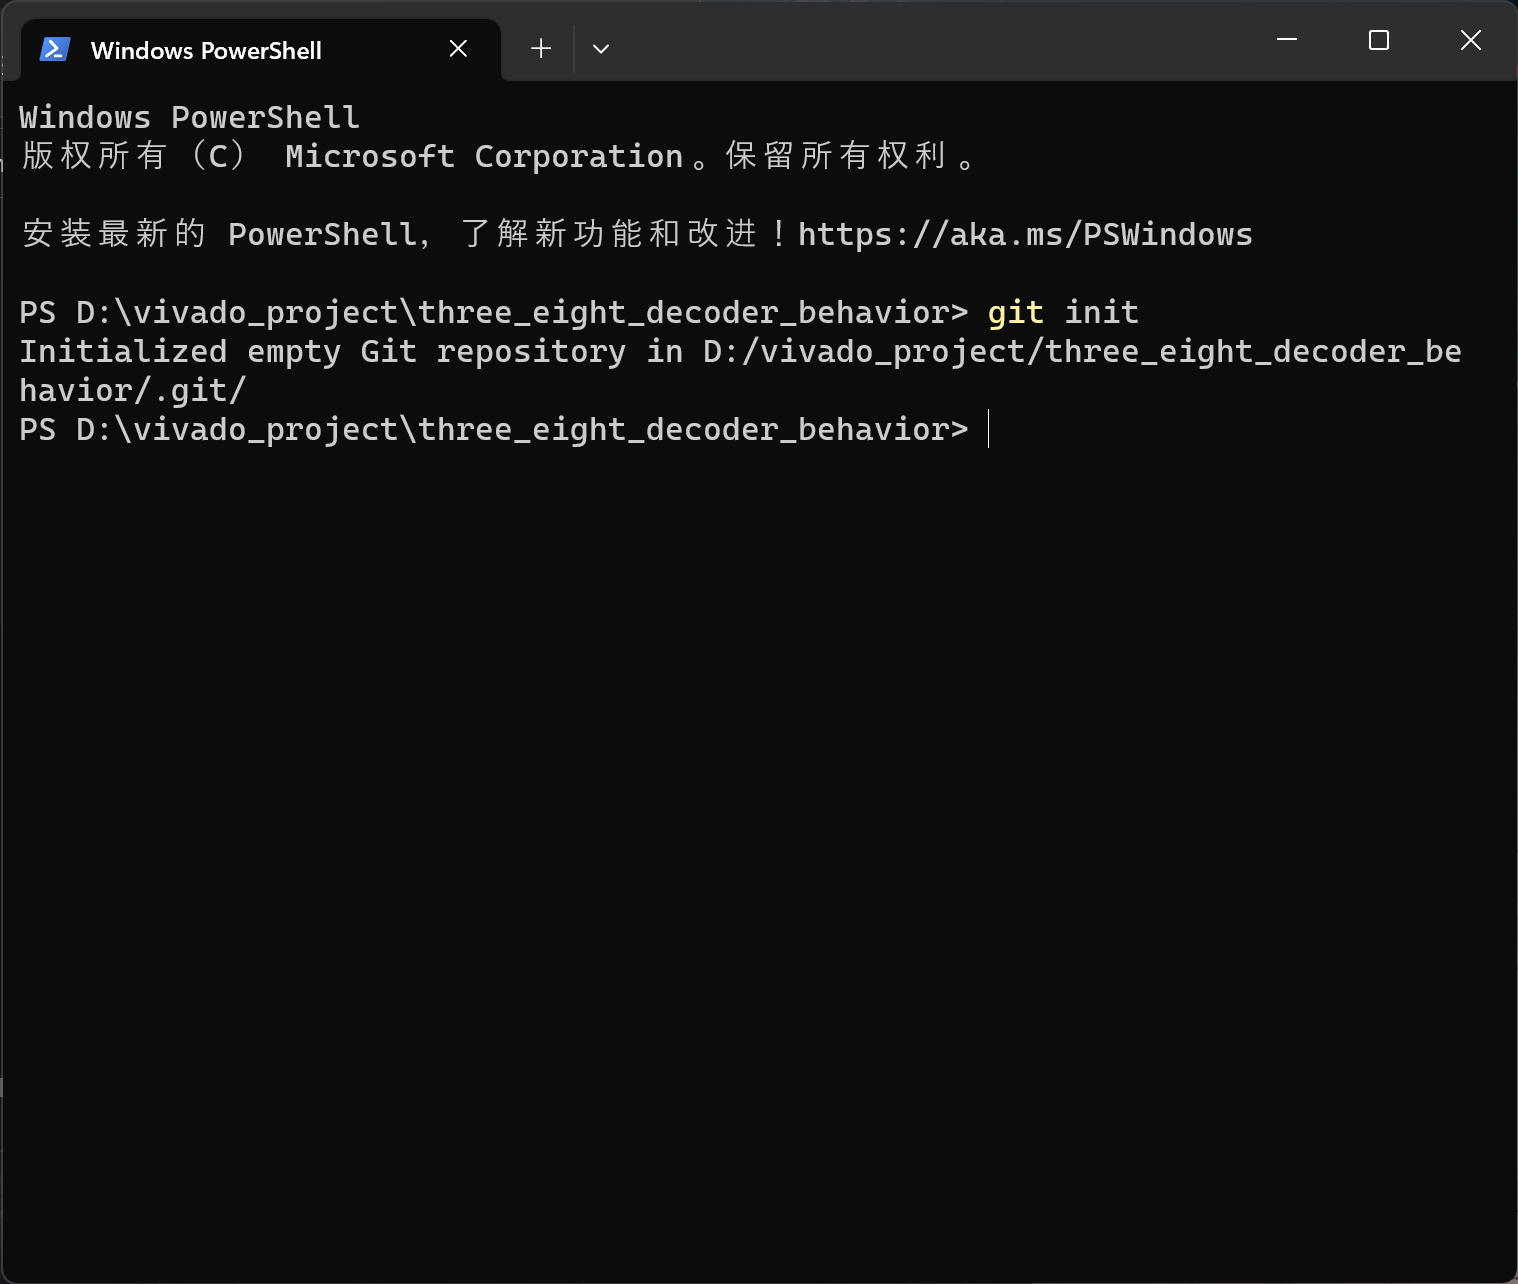 Windows PowerShell
Windows PowerShell
版权所有（C） Microsoft Corporation。保留所有权利。
安装最新的 PowerShell，了解新功能和改进！https://aka.ms/PSWindows
PS D:\vivado_project\three_eight_decoder_behavior> git init
Initialized empty Git repository in D:/vivado_project/three_eight_decoder_be
havior/.git/
PS D:\vivado_project\three_eight_decoder_behavior>